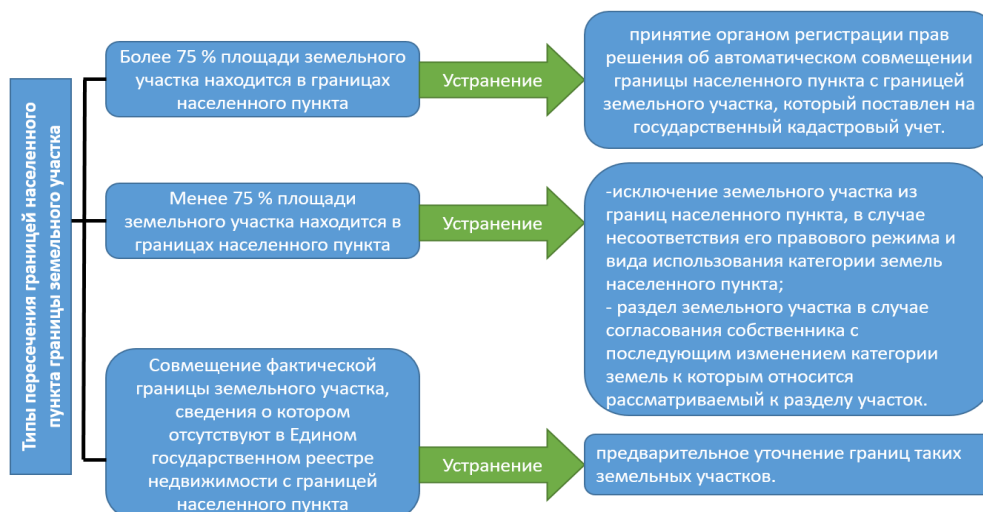 Типы пересечения границей населенного
пункта границы земельного участка
Более 75 % площади земельного
участка находится в границах
населенного пункта
Устранение
принятие органом регистрации прав
решения об автоматическом совмещении
границы населенного пункта с границей
земельного участка, который поставлен на
государственный кадастровый учет.
Менее 75 % площади
земельного участка находится в
границах населенного пункта
Устранение
-исключение земельного участка из
границ населенного пункта, в случае
несоответствия его правового режима и
вида использования категории земель
населенного пункта;
- раздел земельного участка в случае
согласования собственника с
последующим изменением категории
земель к которым относится
рассматриваемый к разделу участок.
Совмещение фактической
границы земельного участка,
сведения о котором
отсутствуют в Едином
государственном реестре
недвижимости с границей
населенного пункта
Устранение
предварительное уточнение границ таких
земельных участков.